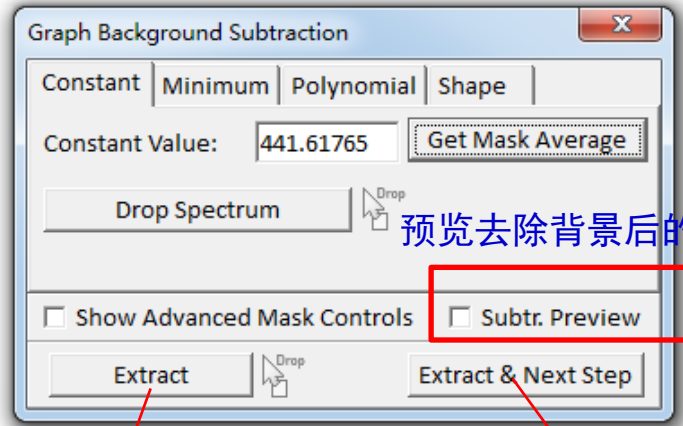 Graph Background Subtraction
Constant Minimum Polynomial Shape
Constant Value: 441.61765 Get Mask Average
Drop Spectrum Drop
预览去除背景后的
Show Advanced Mask Controls Subtr. Preview
Extract Drop Extract & Next Step